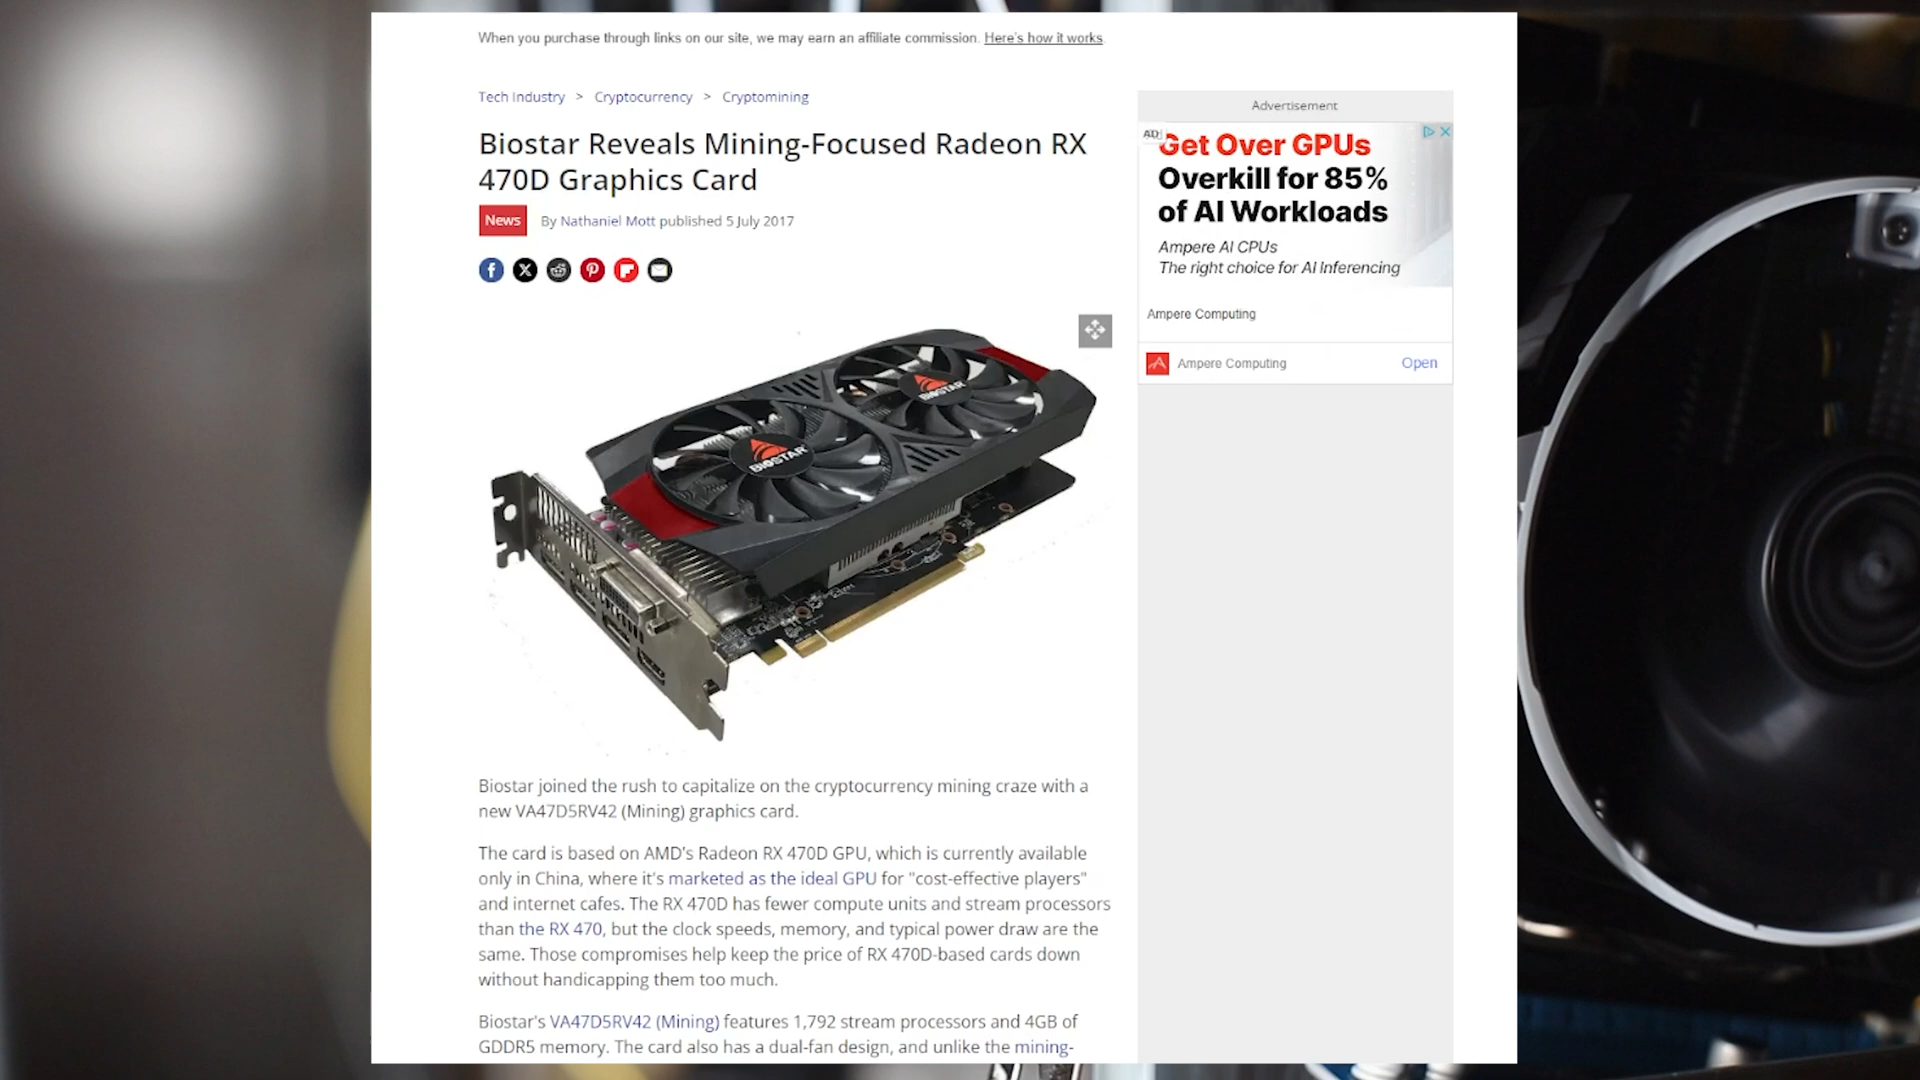 When you purchase through links on our site, we may earn an affiliate commission. Here's how it works.
Tech Industry > Cryptocurrency > Cryptomining
Biostar Reveals Mining-Focused Radeon RX
470D Graphics Card
News
By Nathaniel Mott published 5 July 2017
BIOSTAR
BIOSTAR
Biostar joined the rush to capitalize on the cryptocurrency mining craze with a
new VA47D5RV42 (Mining) graphics card.
The card is based on AMD's Radeon RX 470D GPU, which is currently available
only in China, where it's marketed as the ideal GPU for "cost-effective players"
and internet cafes. The RX 470D has fewer compute units and stream processors
than the RX 470, but the clock speeds, memory, and typical power draw are the
same. Those compromises help keep the price of RX 470D-based cards down
without handicapping them too much.
Biostar's VA47D5RV42 (Mining) features 1,792 stream processors and 4GB of
GDDR5 memory. The card also has a dual-fan design, and unlike the mining-
Advertisement
AD
Get Over GPUs
Overkill for 85%
of AI Workloads
Ampere AI CPUs
The right choice for AI Inferencing
Ampere Computing
Ampere Computing
Open